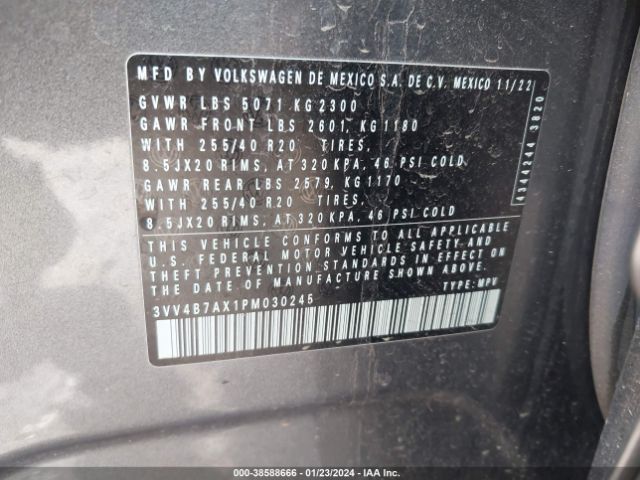 MFD BY VOLKSWAGEN DE MEXICO S.A. DE C.V. MEXICO 11/22
GVWR LBS 5071 KG 2300
GAWR FRONT LBS 2601, KG 1180
WITH 255/40 R20 TIRES,
8.5JX20 RIMS, AT 320 KPA, 46 PSI COLD
GAWR REAR LBS 2579, KG 1170
WITH 255/40 R20 TIRES,
8.5JX20 RIMS, AT 320 KPA, 46 PSI COLD
THIS VEHICLE CONFORMS TO ALL APPLICABLE
U.S. FEDERAL MOTOR VEHICLE SAFETY AND
THEFT PREVENTION STANDARDS IN EFFECT ON
THE DATE OF MANUFACTURE SHOWN ABOVE.
3VV4B7AX1PM030245 TYPE: MPV
4344244 3820
000-38588666 - 01/23/2024 - IAA Inc.